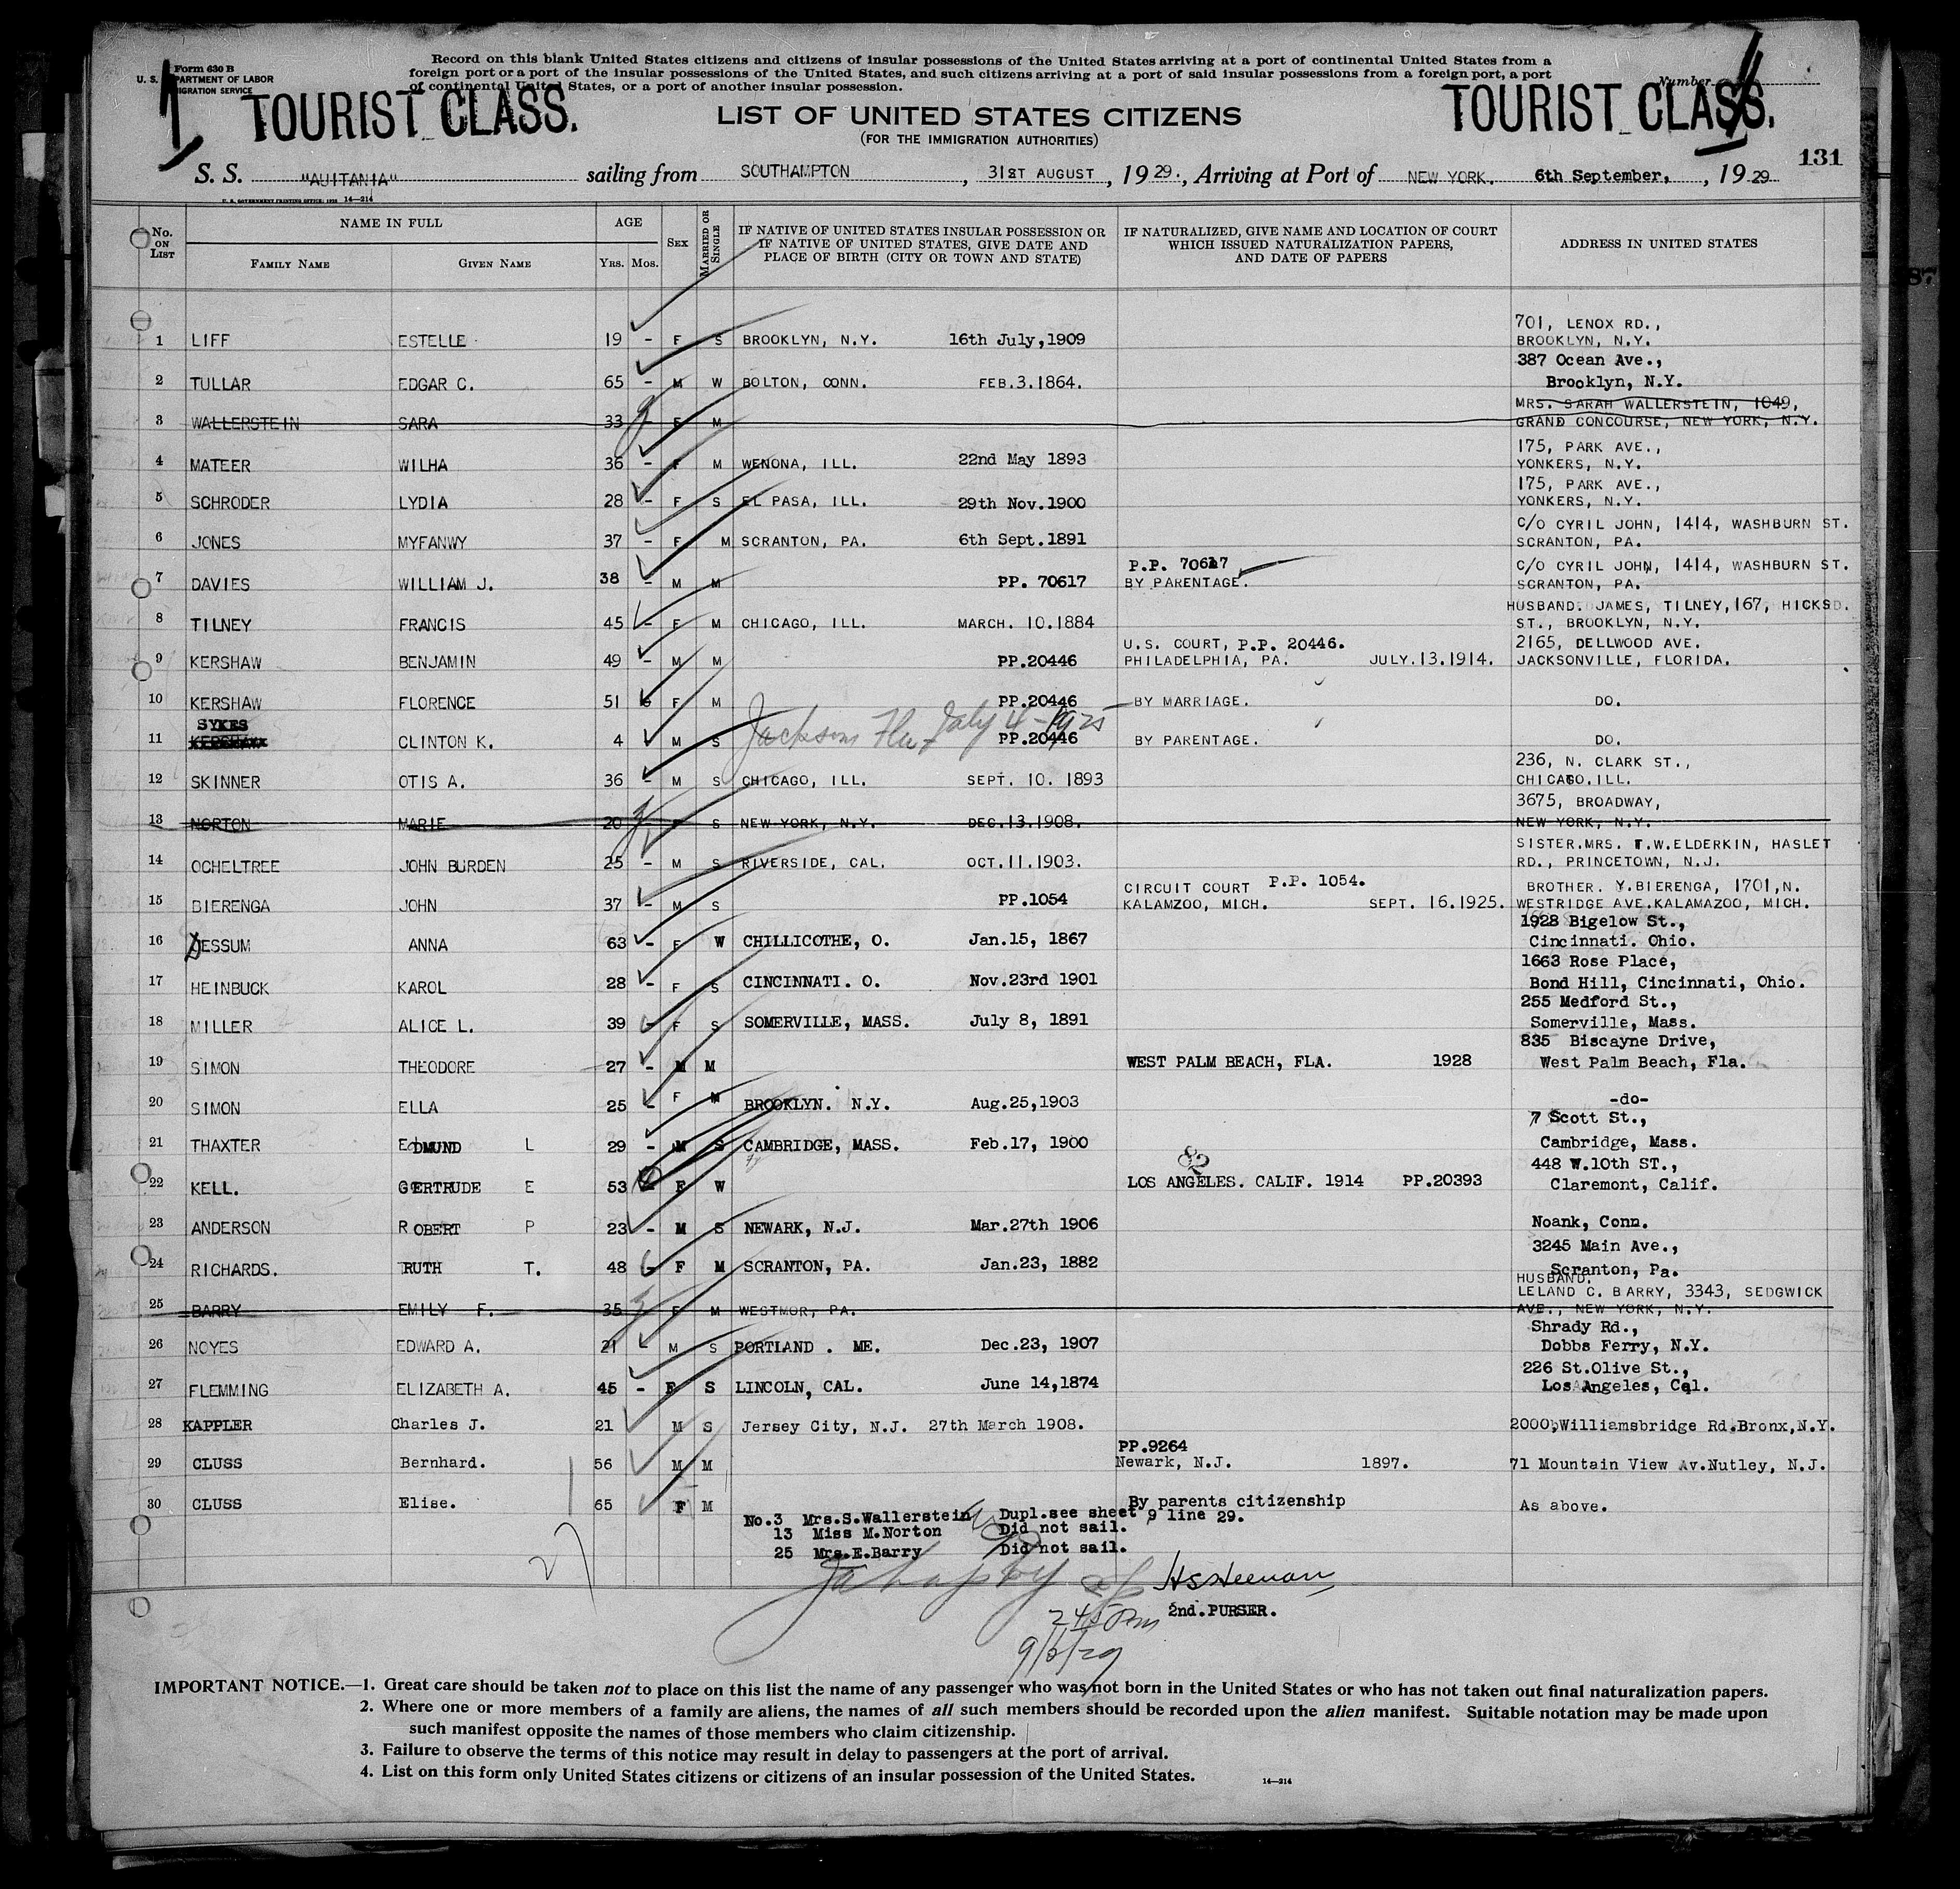 Form 630 B
U. S. DEPARTMENT OF LABOR
IMMIGRATION SERVICE
Record on this blank United States citizens and citizens of insular possessions of the United States arriving at a port of continental United States from a
foreign port or a port of the insular possessions of the United States, and such citizens arriving at a port of said insular possessions from a foreign port, a port
of continental United States, or a port of another insular possession.
Number
TOURIST CLASS.
LIST OF UNITED STATES CITIZENS
TOURIST CLASS.
(FOR THE IMMIGRATION AUTHORITIES)
131
S. S. "AUITANIA" sailing from SOUTHAMPTON, 31ST AUGUST, 1929., Arriving at Port of NEW YORK. 6th September, , 1929
U. S. GOVERNMENT PRINTING OFFICE: 1928 14—214
No. on List NAME IN FULL AGE Sex Married or Single IF NATIVE OF UNITED STATES INSULAR POSSESSION OR IF NATIVE OF UNITED STATES, GIVE DATE AND PLACE OF BIRTH (CITY OR TOWN AND STATE) IF NATURALIZED, GIVE NAME AND LOCATION OF COURT WHICH ISSUED NATURALIZATION PAPERS, AND DATE OF PAPERS ADDRESS IN UNITED STATES
Family Name Given Name Yrs. Mos.
1 LIFF ESTELLE 19 - F S BROOKLYN, N.Y. 16th July,1909 701, LENOX RD., BROOKLYN, N.Y.
2 TULLAR EDGAR C. 65 - M W BOLTON, CONN. FEB.3.1864. 387 Ocean Ave., Brooklyn, N.Y.
3 WALLERSTEIN SARA 33 - F M MRS. SARAH WALLERSTEIN, 1049, GRAND CONCOURSE, NEW YORK, N.Y.
4 MATEER WILHA 36 - F M WENONA, ILL. 22nd May 1893 175, PARK AVE., YONKERS, N.Y.
5 SCHRODER LYDIA 28 - F S EL PASA, ILL. 29th Nov.1900 175, PARK AVE., YONKERS, N.Y.
6 JONES MYFANWY 37 - F M SCRANTON, PA. 6th Sept.1891 C/O CYRIL JOHN, 1414, WASHBURN ST. SCRANTON, PA.
7 DAVIES WILLIAM J. 38 - M M PP. 70617 P.P. 70617 BY PARENTAGE. C/O CYRIL JOHN, 1414, WASHBURN ST. SCRANTON, PA.
8 TILNEY FRANCIS 45 - F M CHICAGO, ILL. MARCH. 10.1884 HUSBAND. JAMES, TILNEY,167, HICKSD. ST., BROOKLYN, N.Y.
9 KERSHAW BENJAMIN 49 - M M PP.20446 U.S. COURT, P.P. 20446. PHILADELPHIA, PA. JULY.13.1914. 2165, DELLWOOD AVE. JACKSONVILLE, FLORIDA.
10 KERSHAW FLORENCE 51 F M PP.20446 BY MARRIAGE. DO.
11 SYKES KERSHAW CLINTON K. 4 M S Jackson Fla July 4 - 1925 PP.20446 BY PARENTAGE. DO.
12 SKINNER OTIS A. 36 - M S CHICAGO, ILL. SEPT. 10. 1893 236, N. CLARK ST., CHICAGO.ILL.
13 NORTON MARIE 20 F S NEW YORK, N.Y. DEC.13.1908. 3675, BROADWAY, NEW YORK, N.Y.
14 OCHELTREE JOHN BURDEN 25 - M S RIVERSIDE, CAL. OCT.11.1903. SISTER.MRS. T.W.ELDERKIN, HASLET RD., PRINCETOWN, N.J.
15 BIERENGA JOHN 37 - M S PP.1054 CIRCUIT COURT P.P. 1054. KALAMZOO, MICH. SEPT. 16.1925. BROTHER. Y.BIERENGA, 1701,N. WESTRIDGE AVE.KALAMAZOO, MICH.
16 DESSUM ANNA 63 - F W CHILLICOTHE, O. Jan.15, 1867 1928 Bigelow St., Cincinnati. Ohio.
17 HEINBUCK KAROL 28 - F S CINCINNATI. O. Nov.23rd 1901 1663 Rose Place, Bond Hill, Cincinnati, Ohio.
18 MILLER ALICE L. 39 - F S SOMERVILLE, MASS. July 8, 1891 255 Medford St., Somerville, Mass.
19 SIMON THEODORE 27 - M M WEST PALM BEACH, FLA. 1928 835 Biscayne Drive, West Palm Beach, Fla.
20 SIMON ELLA 25 - F M BROOKLYN. N.Y. Aug.25,1903 -do-
21 THAXTER EDMUND L 29 - M S CAMBRIDGE, MASS. Feb.17, 1900 7 Scott St., Cambridge, Mass.
22 KELL. GERTRUDE E 53 - F W LOS ANGELES. CALIF. 1914 PP.20393 448 W.10th ST., Claremont, Calif.
23 ANDERSON ROBERT P 23 - M S NEWARK, N.J. Mar.27th 1906 Noank, Conn.
24 RICHARDS. RUTH T. 48 - F M SCRANTON, PA. Jan.23, 1882 3245 Main Ave., Scranton, Pa.
25 BARRY EMILY F. 35 F M WESTMOR, PA. HUSBAND. LELAND C. BARRY, 3343, SEDGWICK AVE., NEW YORK, N.Y.
26 NOYES EDWARD A. 21 M S PORTLAND . ME. Dec.23, 1907 Shrady Rd., Dobbs Ferry, N.Y.
27 FLEMMING ELIZABETH A. 45 - F S LINCOLN, CAL. June 14,1874 226 St.Olive St., Los Angeles, Cal.
28 KAPPLER Charles J. 21 M S Jersey City, N.J. 27th March 1908. 2000,Williamsbridge Rd.Bronx,N.Y.
29 CLUSS Bernhard. 56 M M PP.9264 Newark, N.J. 1897. 71 Mountain View Av.Nutley, N.J.
30 CLUSS Elise. 65 F M By parents citizenship As above.
No.3 Mrs.S.Wallerstein Dupl.see sheet 9 line 29.
13 Miss M.Norton Did not sail.
25 Mrs.E.Barry Did not sail.
27
2nd.PURSER.
245 Pm
9/6/29
IMPORTANT NOTICE.—1. Great care should be taken not to place on this list the name of any passenger who was not born in the United States or who has not taken out final naturalization papers.
2. Where one or more members of a family are aliens, the names of all such members should be recorded upon the alien manifest. Suitable notation may be made upon
such manifest opposite the names of those members who claim citizenship.
3. Failure to observe the terms of this notice may result in delay to passengers at the port of arrival.
4. List on this form only United States citizens or citizens of an insular possession of the United States.
14—214